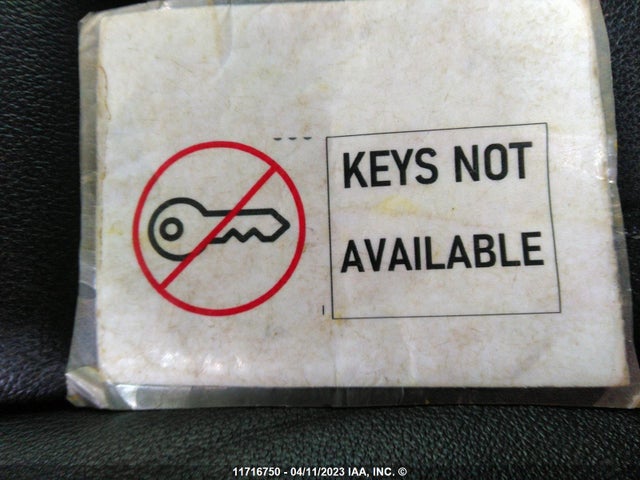 KEYS NOT
AVAILABLE
11716750 - 04/11/2023 IAA, INC. ©